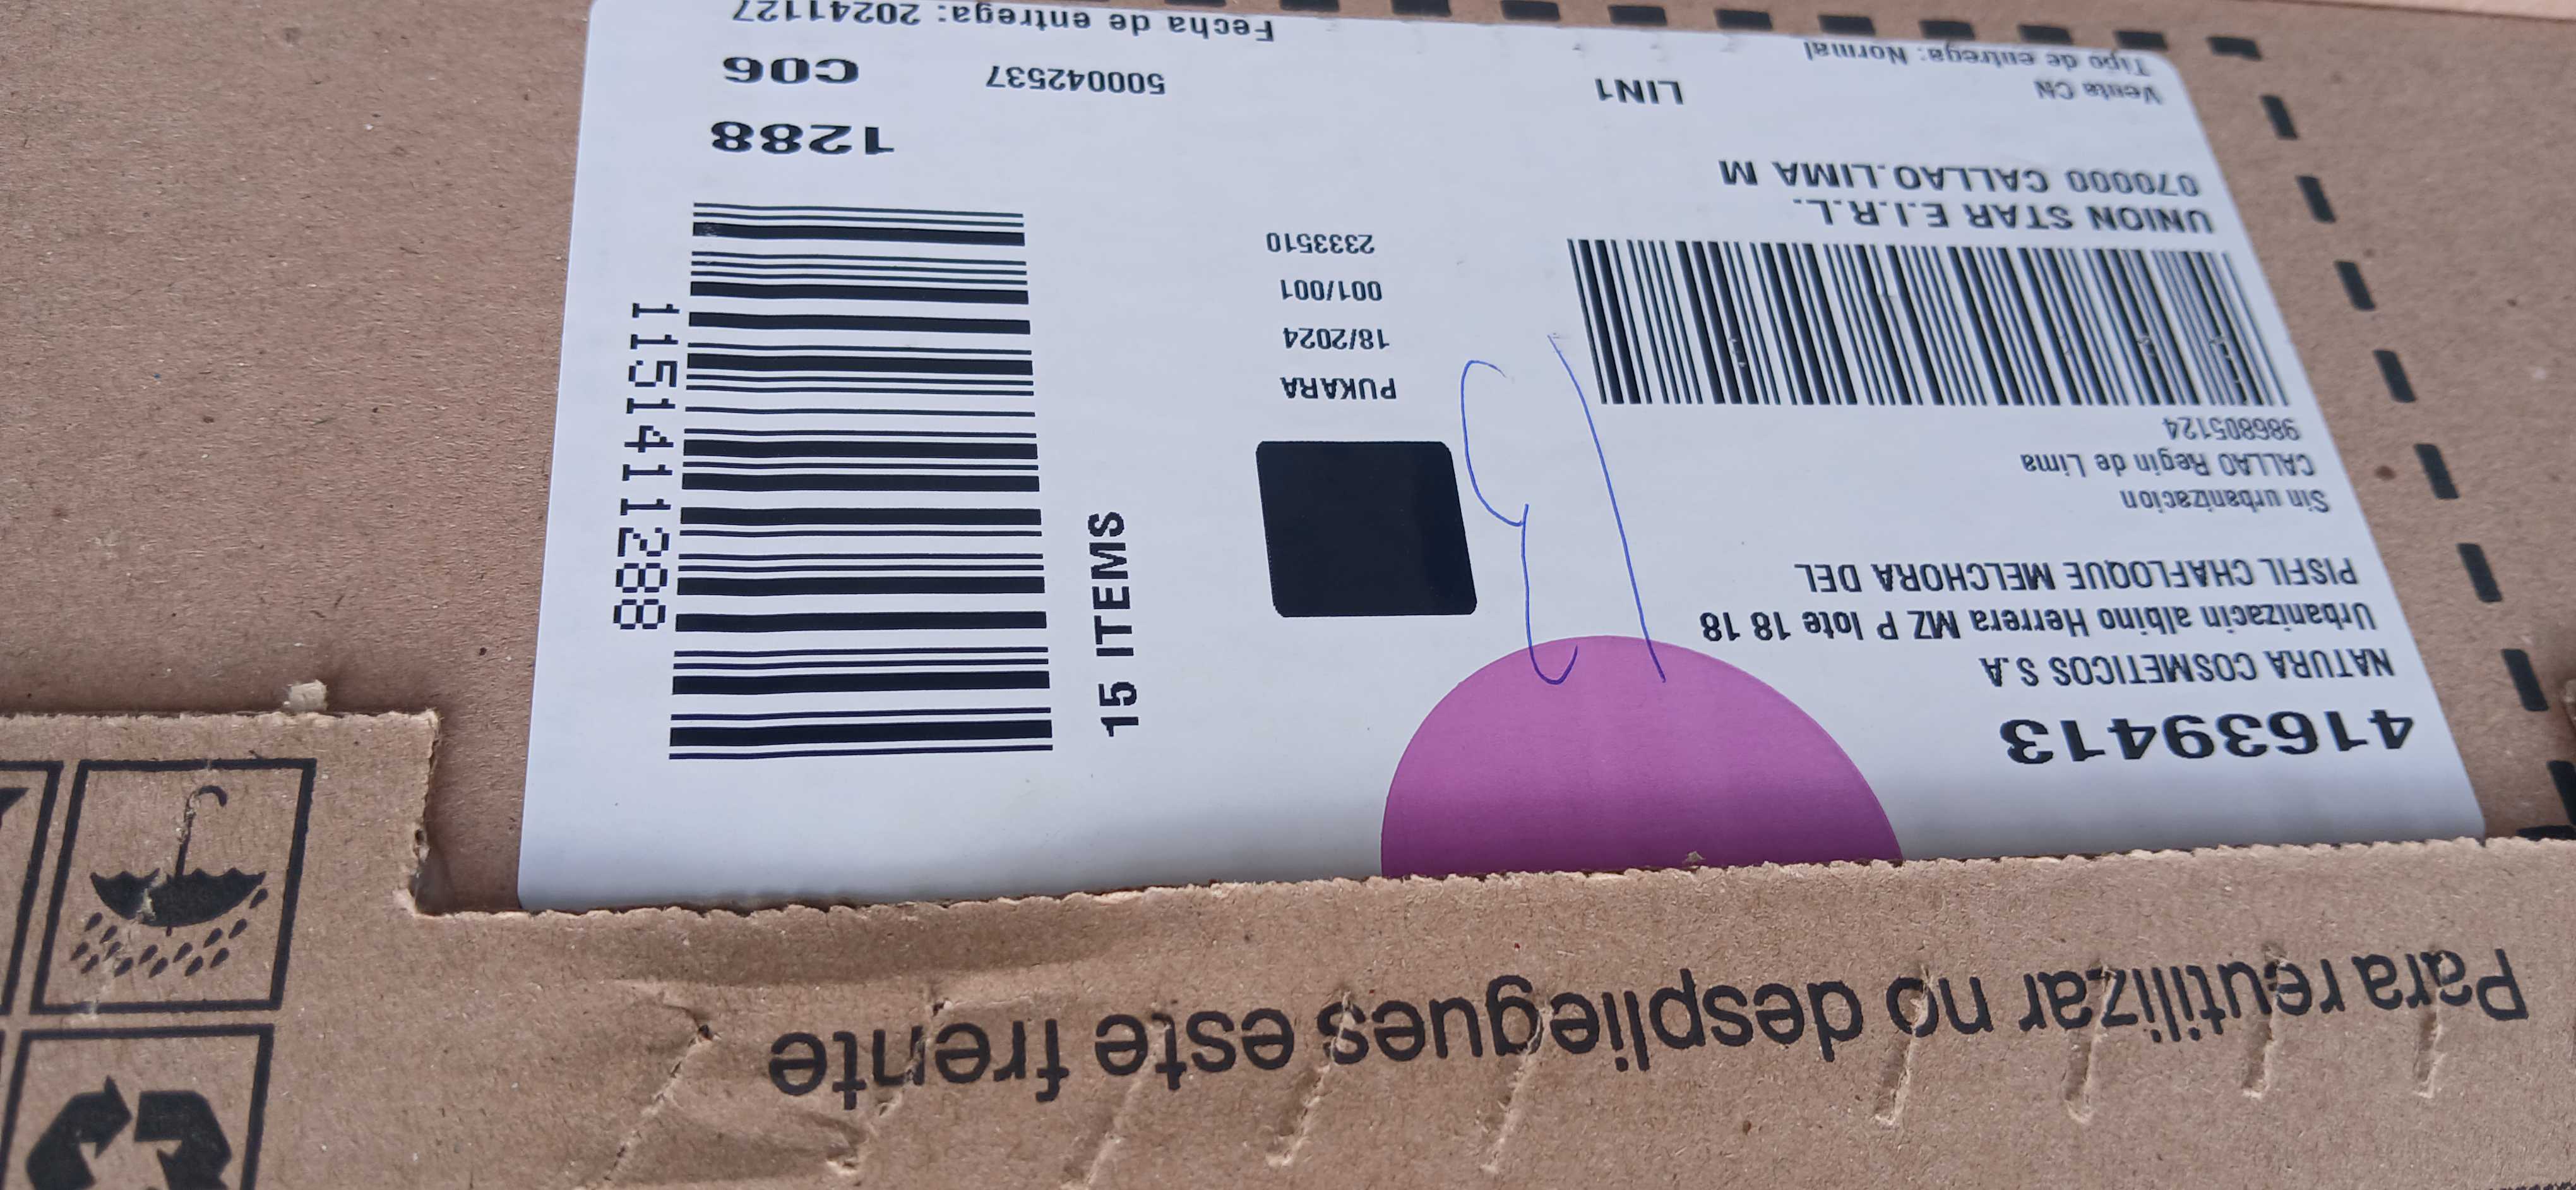 Para reutilizar no despliegues este frente
41639413
NATURA COSMETICOS S.A
Urbanizacin albino Herrera MZ P lote 18 18
PISFIL CHAFLOQUE MELCHORA DEL
Sin urbanizacion
CALLAO Regin de Lima
986805124
UNION STAR E.I.R.L.
070000 CALLAO.LIMA M
Venta CN
Tipo de entrega: Normal
LIN1
PUKARA
18/2024
001/001
2333510
15 ITEMS
1151411288
1288
500042537
C06
Fecha de entrega: 20241127